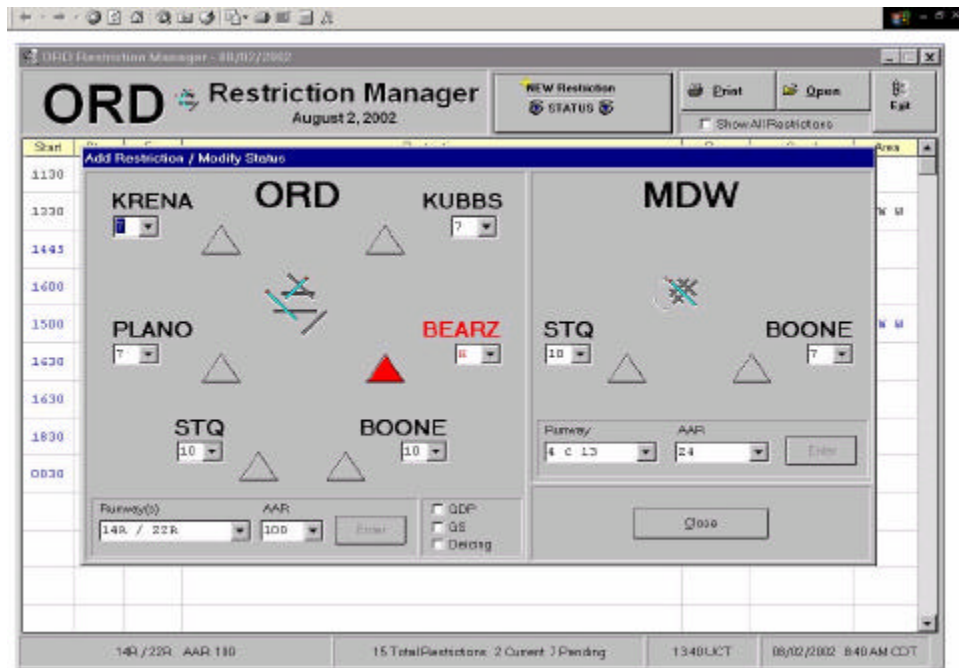 ORD Restriction Manager - 08/02/2002
ORD Restriction Manager
August 2, 2002
NEW Restriction
STATUS
Print
Open
Exit
Show All Restrictions
Start
Area
Add Restriction / Modify Status
1130
1330
1445
1600
1500
1630
1630
1830
0030
ORD
KRENA
7
KUBBS
7
PLANO
7
BEARZ
STQ
10
BOONE
10
Runway(s)
14R / 22R
AAR
100
Enter
GDP
GS
Deicing
MDW
STQ
10
BOONE
7
Runway
4 C 13
AAR
24
Enter
Close
14R / 22R AAR 100
15 Total Restrictions 2 Current 7 Pending
1340 UCT
08/02/2002 8:40 AM CDT